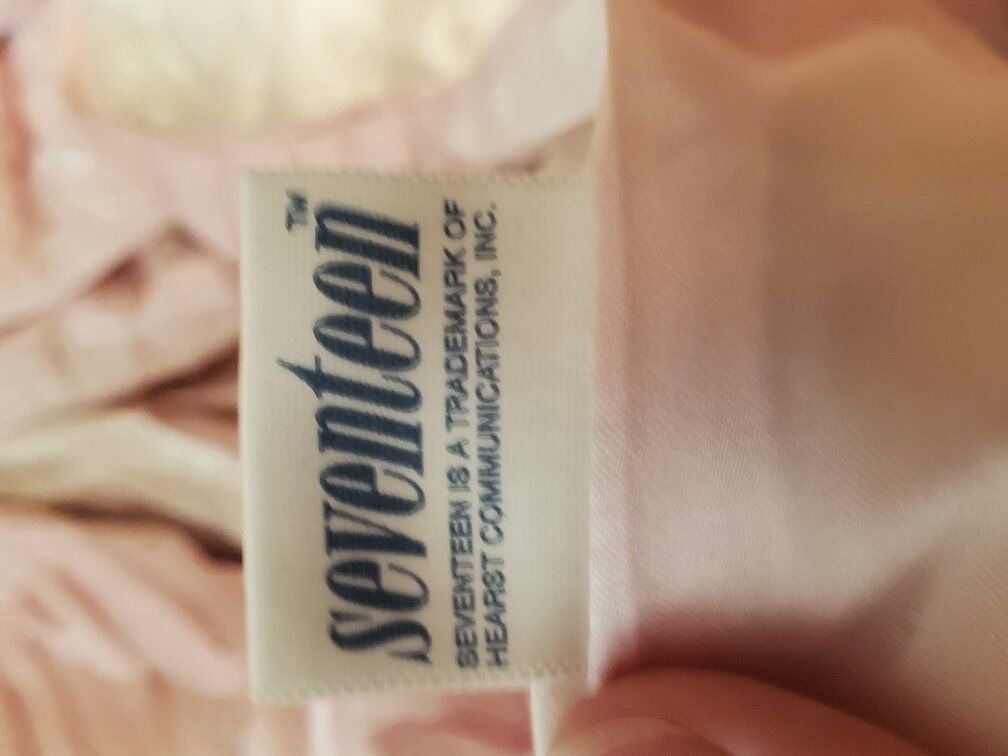 seventeen™
SEVENTEEN IS A TRADEMARK OF
HEARST COMMUNICATIONS, INC.